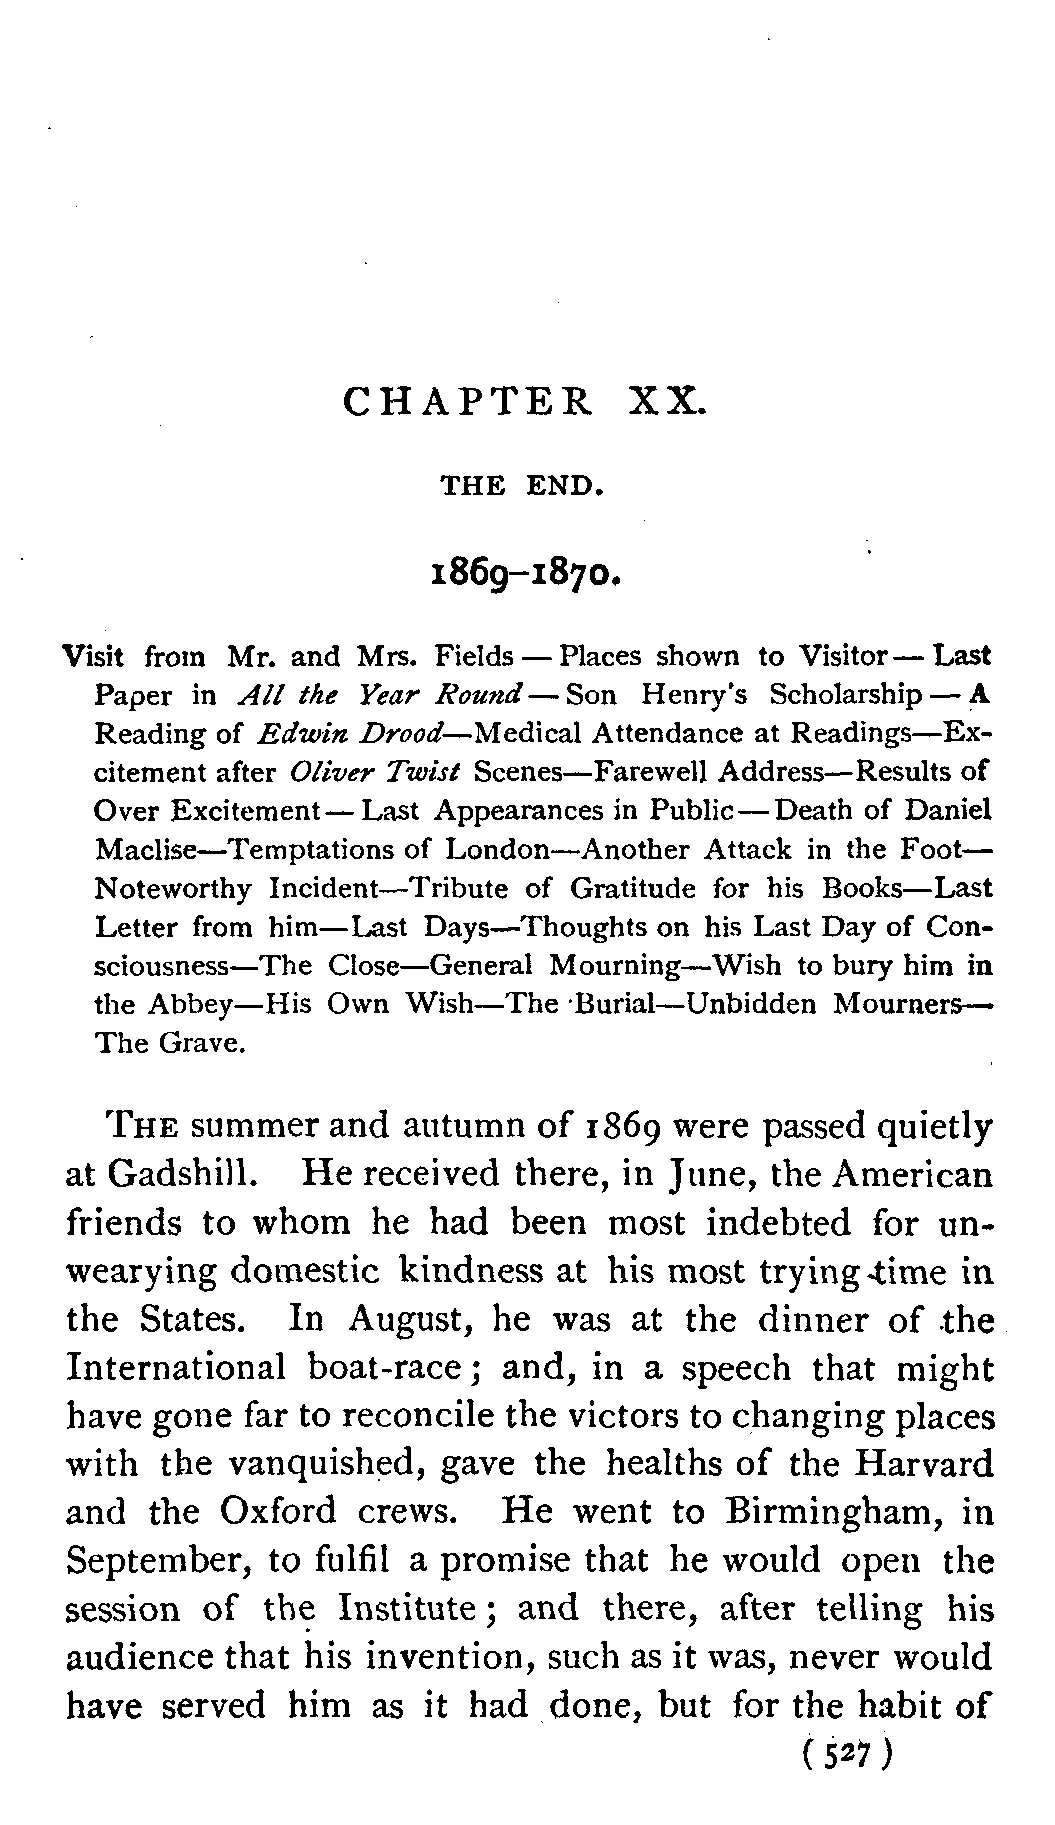 CHAPTER XX.
THE END.
1869–1870.
Visit from Mr. and Mrs. Fields — Places shown to Visitor — Last
Paper in All the Year Round — Son Henry's Scholarship — A
Reading of Edwin Drood—Medical Attendance at Readings—Ex-
citement after Oliver Twist Scenes—Farewell Address—Results of
Over Excitement — Last Appearances in Public — Death of Daniel
Maclise—Temptations of London—Another Attack in the Foot—
Noteworthy Incident—Tribute of Gratitude for his Books—Last
Letter from him—Last Days—Thoughts on his Last Day of Con-
sciousness—The Close—General Mourning—Wish to bury him in
the Abbey—His Own Wish—The Burial—Unbidden Mourners—
The Grave.
THE summer and autumn of 1869 were passed quietly
at Gadshill. He received there, in June, the American
friends to whom he had been most indebted for un-
wearying domestic kindness at his most trying time in
the States. In August, he was at the dinner of the
International boat-race; and, in a speech that might
have gone far to reconcile the victors to changing places
with the vanquished, gave the healths of the Harvard
and the Oxford crews. He went to Birmingham, in
September, to fulfil a promise that he would open the
session of the Institute; and there, after telling his
audience that his invention, such as it was, never would
have served him as it had done, but for the habit of
( 527 )